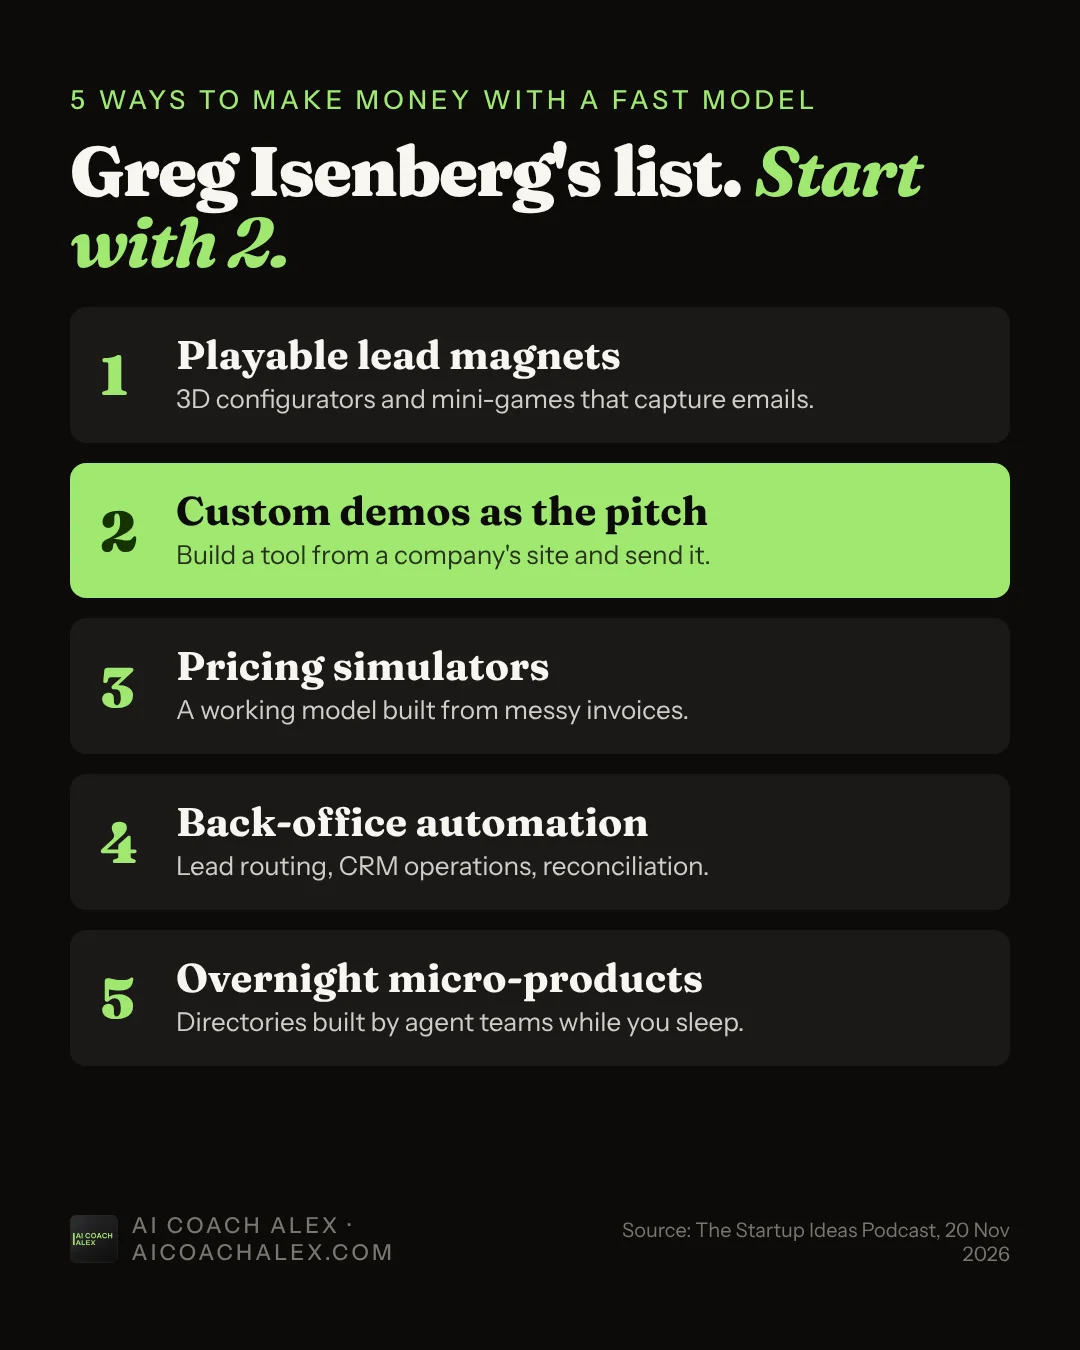 5 WAYS TO MAKE MONEY WITH A FAST MODEL
Greg Isenberg's list. Start
with 2.
1
Playable lead magnets
3D configurators and mini-games that capture emails.
2
Custom demos as the pitch
Build a tool from a company's site and send it.
3
Pricing simulators
A working model built from messy invoices.
4
Back-office automation
Lead routing, CRM operations, reconciliation.
5
Overnight micro-products
Directories built by agent teams while you sleep.
AI COACH
ALEX
AI COACH ALEX ·
AICOACHALEX.COM
Source: The Startup Ideas Podcast, 20 Nov
2026